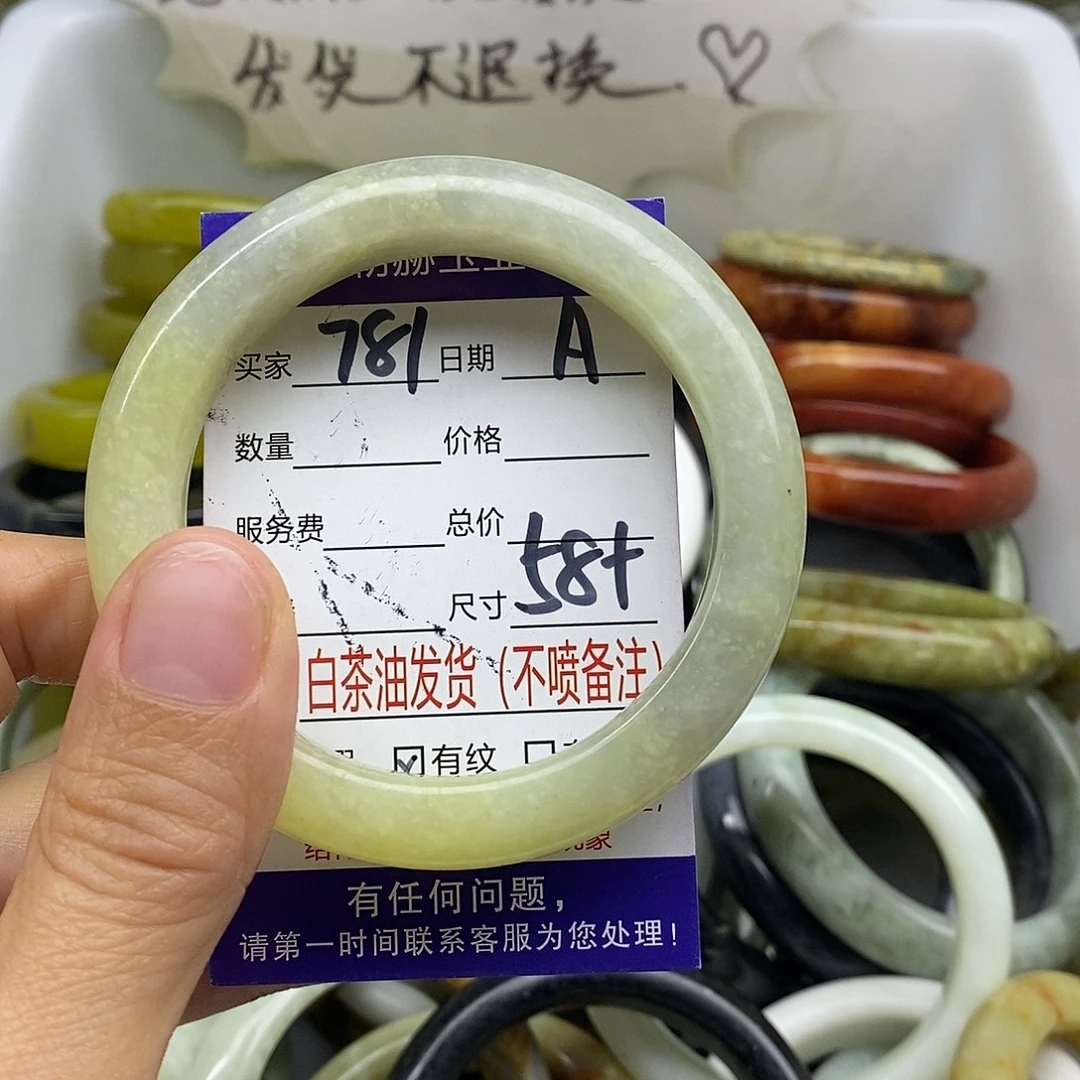 发货不退换
买家 781 日期 A
数量 价格
服务费 总价
尺寸 58+
白茶油发货（不喷备注）
有纹
有任何问题，
请第一时间联系客服为您处理！